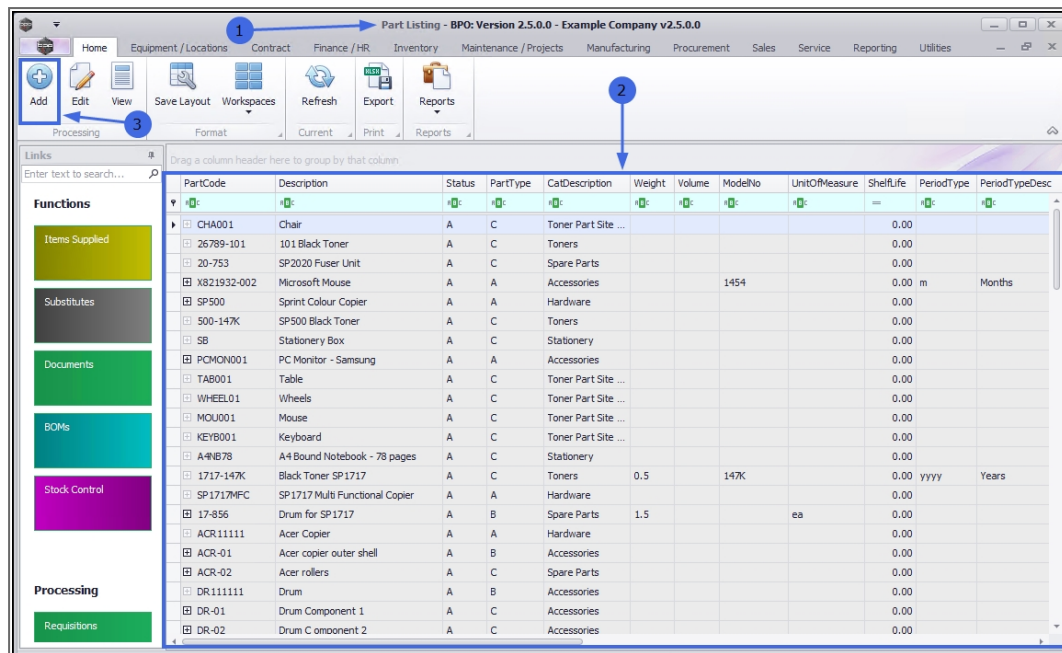 1
Part Listing - BPO: Version 2.5.0.0 - Example Company v2.5.0.0
Home Equipment / Locations Contract Finance / HR Inventory Maintenance / Projects Manufacturing Procurement Sales Service Reporting Utilities
XLSX
Add Edit View Save Layout Workspaces Refresh Export Reports
2
3
Processing Format Current Print Reports
Links
Drag a column header here to group by that column
Enter text to search...
PartCode Description Status PartType CatDescription Weight Volume ModelNo UnitOfMeasure ShelfLife PeriodType PeriodTypeDesc
Functions
CHA001 Chair A C Toner Part Site ... 0.00
Items Supplied
26789-101 101 Black Toner A C Toners 0.00
20-753 SP2020 Fuser Unit A C Spare Parts 0.00
X821932-002 Microsoft Mouse A A Accessories 1454 0.00 m Months
Substitutes
SP500 Sprint Colour Copier A A Hardware 0.00
500-147K SP500 Black Toner A C Toners 0.00
SB Stationery Box A C Stationery 0.00
PCMON001 PC Monitor - Samsung A A Accessories 0.00
Documents
TAB001 Table A C Toner Part Site ... 0.00
WHEEL01 Wheels A C Toner Part Site ... 0.00
MOU001 Mouse A C Toner Part Site ... 0.00
BOMs
KEYB001 Keyboard A C Toner Part Site ... 0.00
A4NB78 A4 Bound Notebook - 78 pages A C Stationery 0.00
1717-147K Black Toner SP1717 A C Toners 0.5 147K 0.00 yyyy Years
Stock Control
SP1717MFC SP1717 Multi Functional Copier A A Hardware 0.00
17-856 Drum for SP1717 A B Spare Parts 1.5 ea 0.00
ACR11111 Acer Copier A A Hardware 0.00
ACR-01 Acer copier outer shell A B Accessories 0.00
ACR-02 Acer rollers A C Spare Parts 0.00
Processing
DR111111 Drum A B Accessories 0.00
DR-01 Drum Component 1 A C Accessories 0.00
Requisitions
DR-02 Drum C omponent 2 A C Accessories 0.00